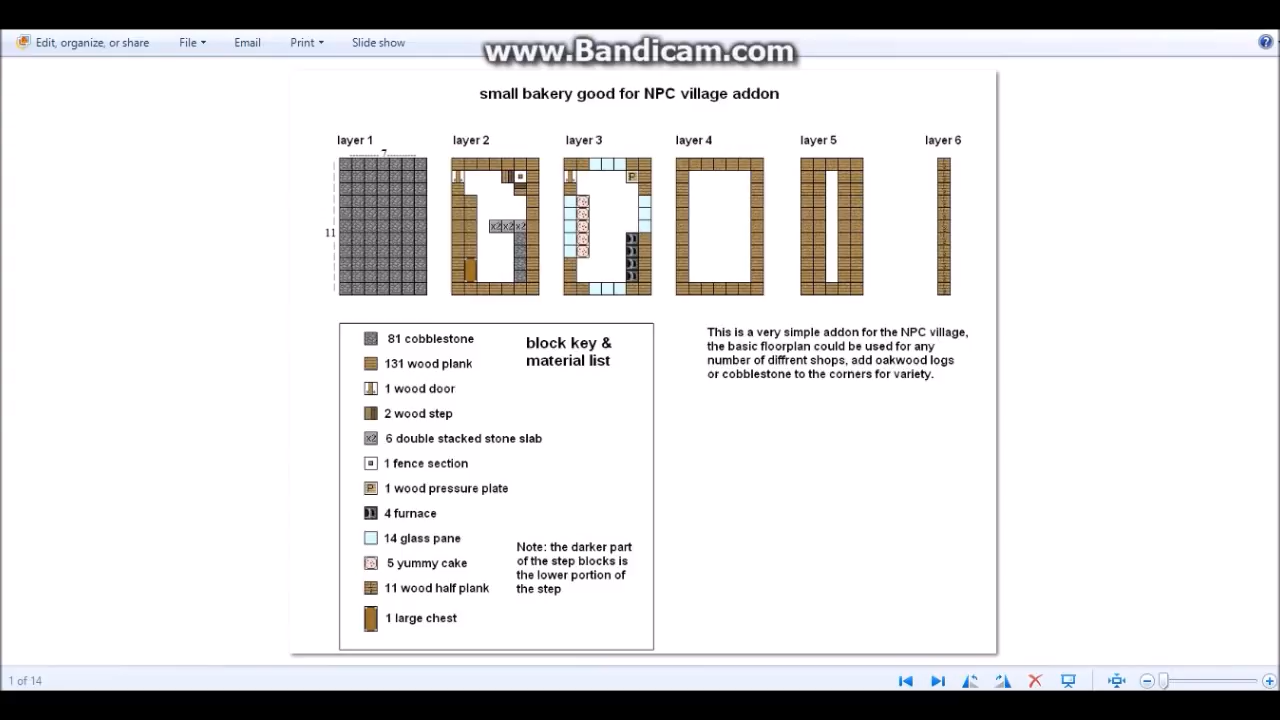 www.Bandicam.com
Edit, organize, or share File Email Print Slide show
small bakery good for NPC village addon
layer 1 layer 2 layer 3 layer 4 layer 5 layer 6
7
11
P
x2 x2 x2
block key &
material list
81 cobblestone
131 wood plank
1 wood door
2 wood step
x2 6 double stacked stone slab
1 fence section
P 1 wood pressure plate
4 furnace
14 glass pane
5 yummy cake
11 wood half plank
1 large chest
Note: the darker part
of the step blocks is
the lower portion of
the step
This is a very simple addon for the NPC village,
the basic floorplan could be used for any
number of diffrent shops, add oakwood logs
or cobblestone to the corners for variety.
1 of 14